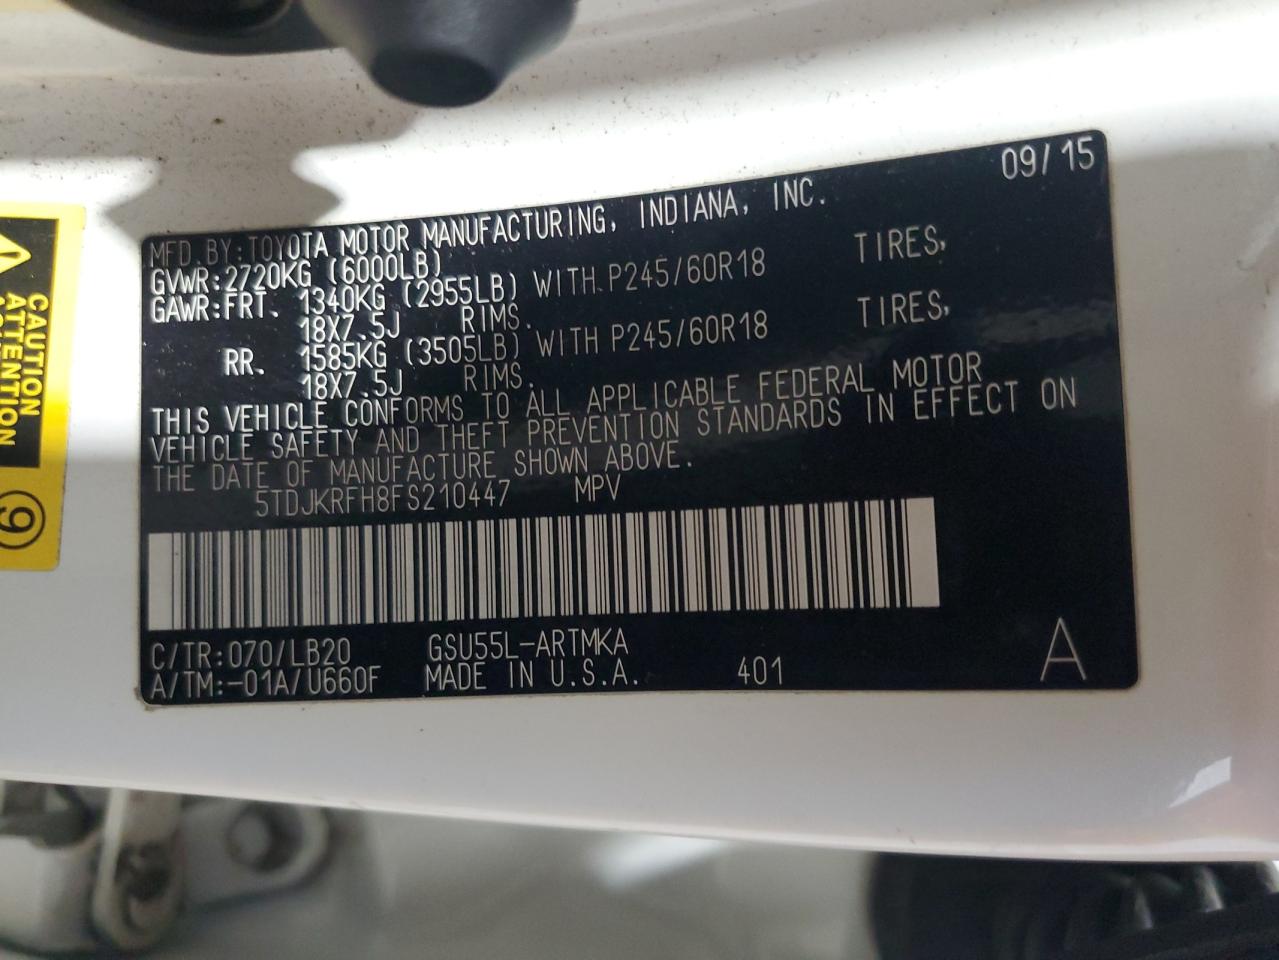 09/15
MFD.BY:TOYOTA MOTOR MANUFACTURING, INDIANA, INC.
GVWR:2720KG (6000LB)
GAWR:FRT. 1340KG (2955LB) WITH P245/60R18 TIRES,
18X7.5J RIMS.
RR. 1585KG (3505LB) WITH P245/60R18 TIRES,
18X7.5J RIMS.
THIS VEHICLE CONFORMS TO ALL APPLICABLE FEDERAL MOTOR
VEHICLE SAFETY AND THEFT PREVENTION STANDARDS IN EFFECT ON
THE DATE OF MANUFACTURE SHOWN ABOVE.
5TDJKRFH8FS210447 MPV
C/TR:070/LB20 GSU55L-ARTMKA
A/TM:-01A/U660F MADE IN U.S.A. 401 A
CAUTION
ATTENTION
9